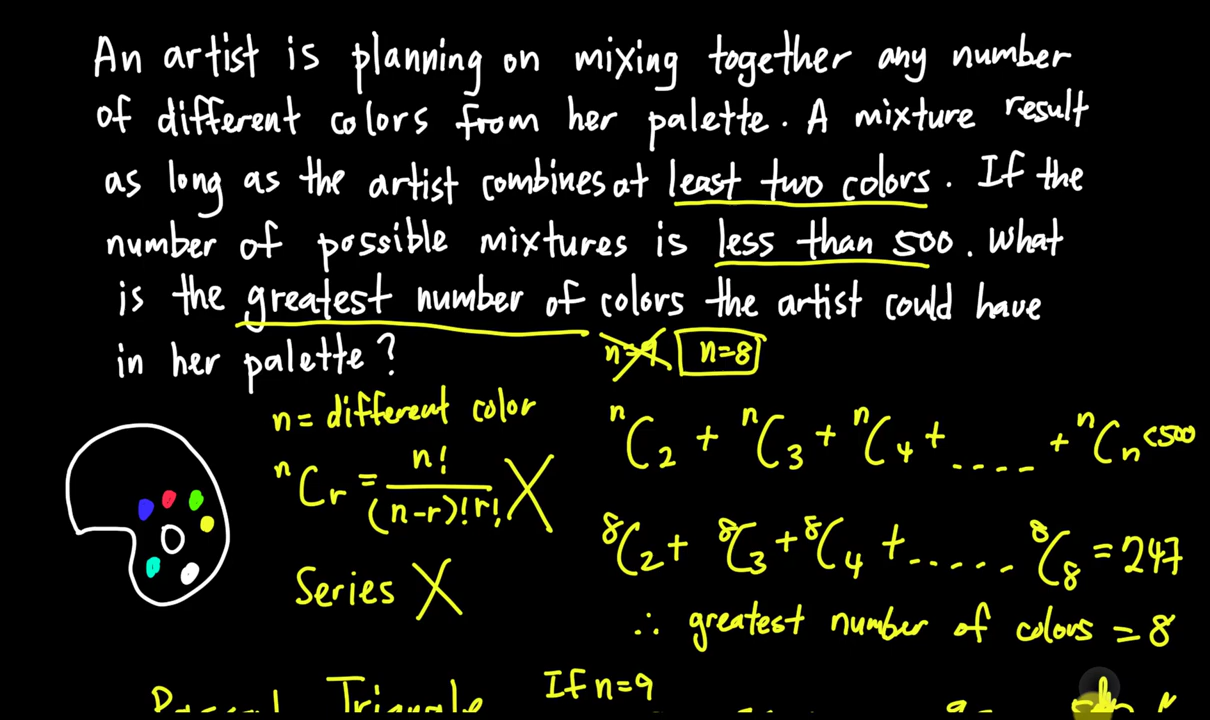 An artist is planning on mixing together any number
of different colors from her palette. A mixture result
as long as the artist combines at least two colors. If the
number of possible mixtures is less than 500. What
is the greatest number of colors the artist could have
in her palette?
n=9 n=8
n = different color
ⁿCr = n!/(n-r)!r! X
Series X
ⁿC₂ + ⁿC₃ + ⁿC₄ + .... + ⁿCn <500
⁸C₂ + ⁸C₃ + ⁸C₄ + ..... ⁸C₈ = 247
∴ greatest number of colors = 8
Triangle
If n=9